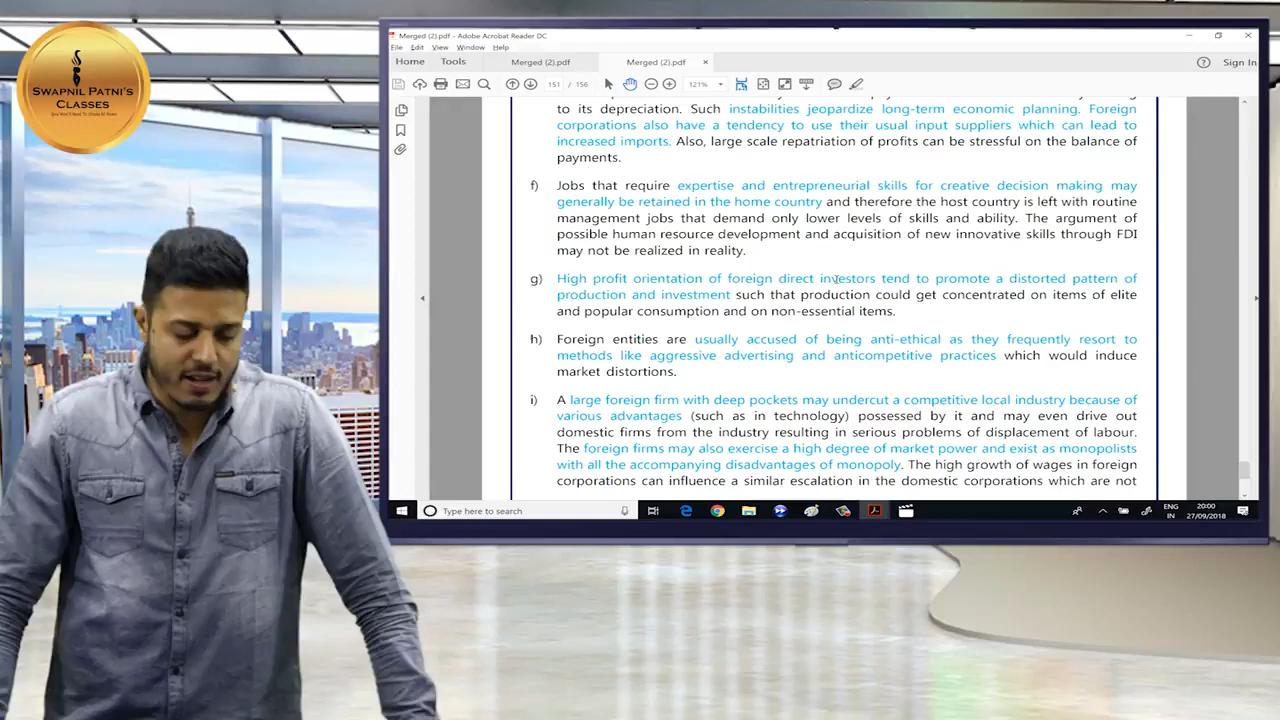 SWAPNIL PATNI'S
CLASSES
Merged (2).pdf - Adobe Acrobat Reader DC
File Edit View Window Help
Home Tools Merged (2).pdf Merged (2).pdf × Sign In
151 / 156 121%
to its depreciation. Such instabilities jeopardize long-term economic planning. Foreign
corporations also have a tendency to use their usual input suppliers which can lead to
increased imports. Also, large scale repatriation of profits can be stressful on the balance of
payments.
f) Jobs that require expertise and entrepreneurial skills for creative decision making may
generally be retained in the home country and therefore the host country is left with routine
management jobs that demand only lower levels of skills and ability. The argument of
possible human resource development and acquisition of new innovative skills through FDI
may not be realized in reality.
g) High profit orientation of foreign direct investors tend to promote a distorted pattern of
production and investment such that production could get concentrated on items of elite
and popular consumption and on non-essential items.
h) Foreign entities are usually accused of being anti-ethical as they frequently resort to
methods like aggressive advertising and anticompetitive practices which would induce
market distortions.
i) A large foreign firm with deep pockets may undercut a competitive local industry because of
various advantages (such as in technology) possessed by it and may even drive out
domestic firms from the industry resulting in serious problems of displacement of labour.
The foreign firms may also exercise a high degree of market power and exist as monopolists
with all the accompanying disadvantages of monopoly. The high growth of wages in foreign
corporations can influence a similar escalation in the domestic corporations which are not
Type here to search
ENG
IN
20:00
27/09/2018